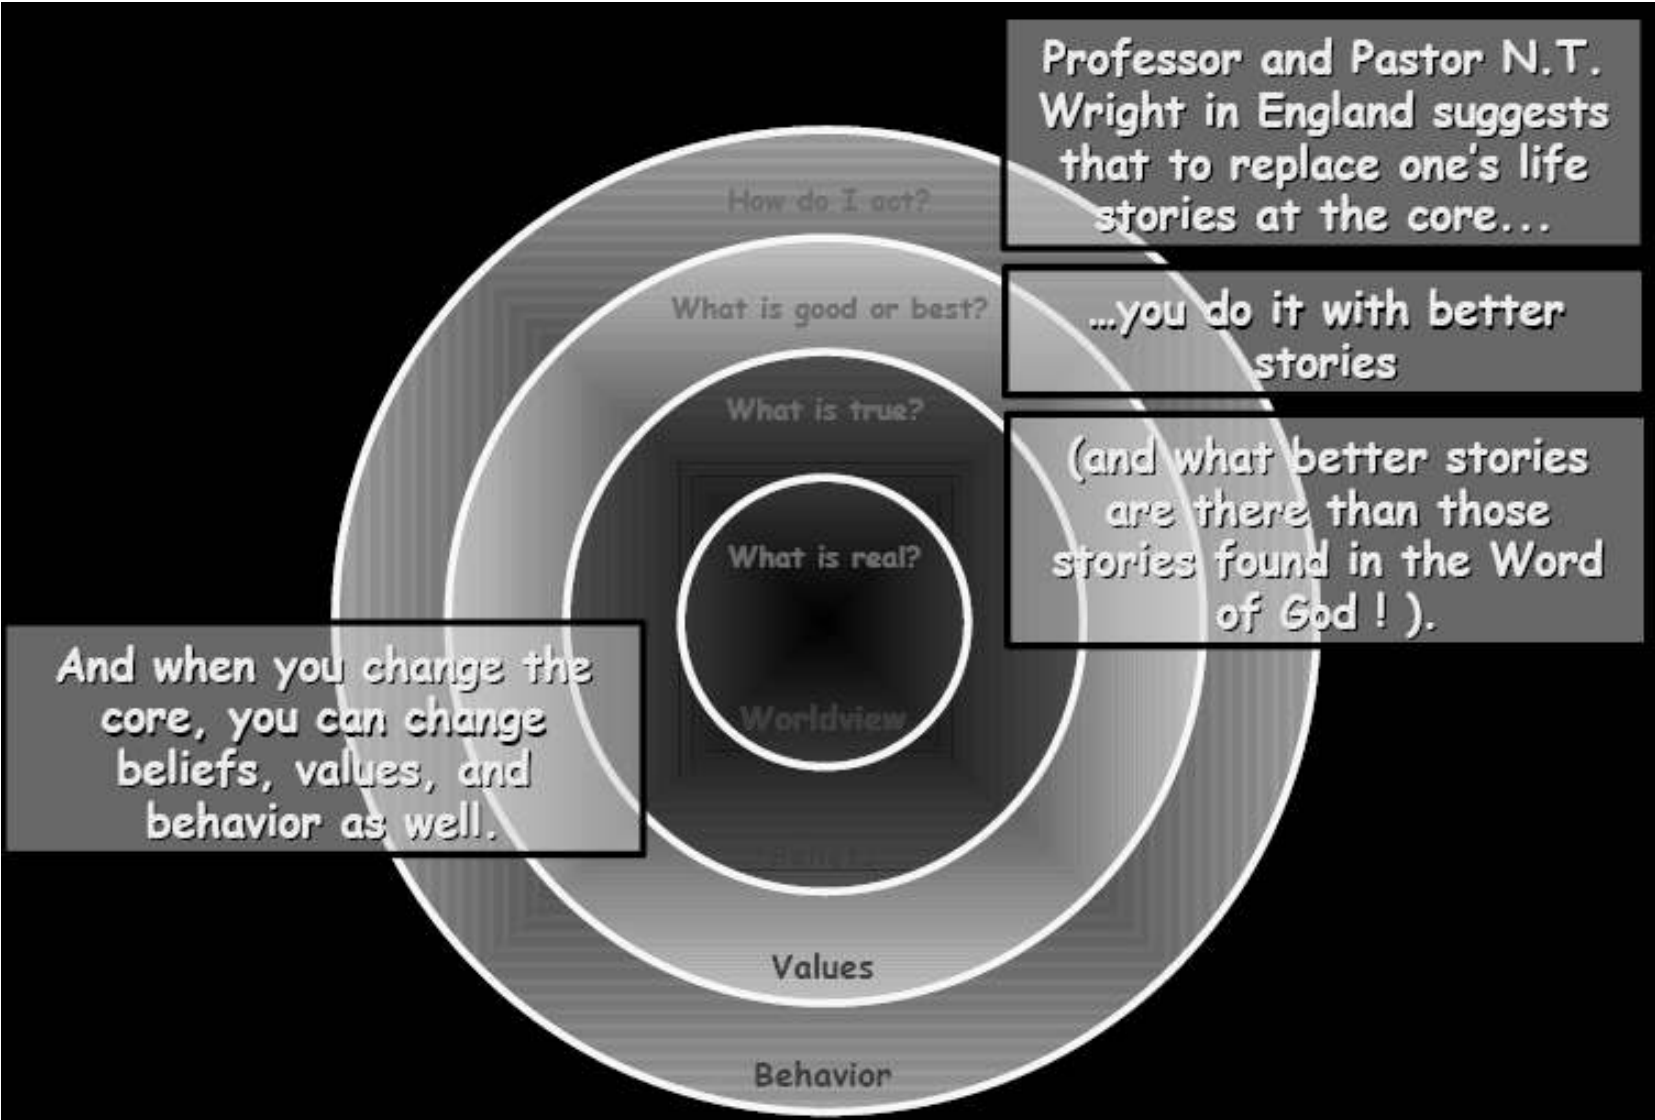 Professor and Pastor N.T.
Wright in England suggests
that to replace one's life
stories at the core...
…you do it with better
stories
(and what better stories
are there than those
stories found in the Word
of God ! ).
How do I act?
What is good or best?
What is true?
What is real?
Worldview
Values
Behavior
And when you change the
core, you can change
beliefs, values, and
behavior as well.